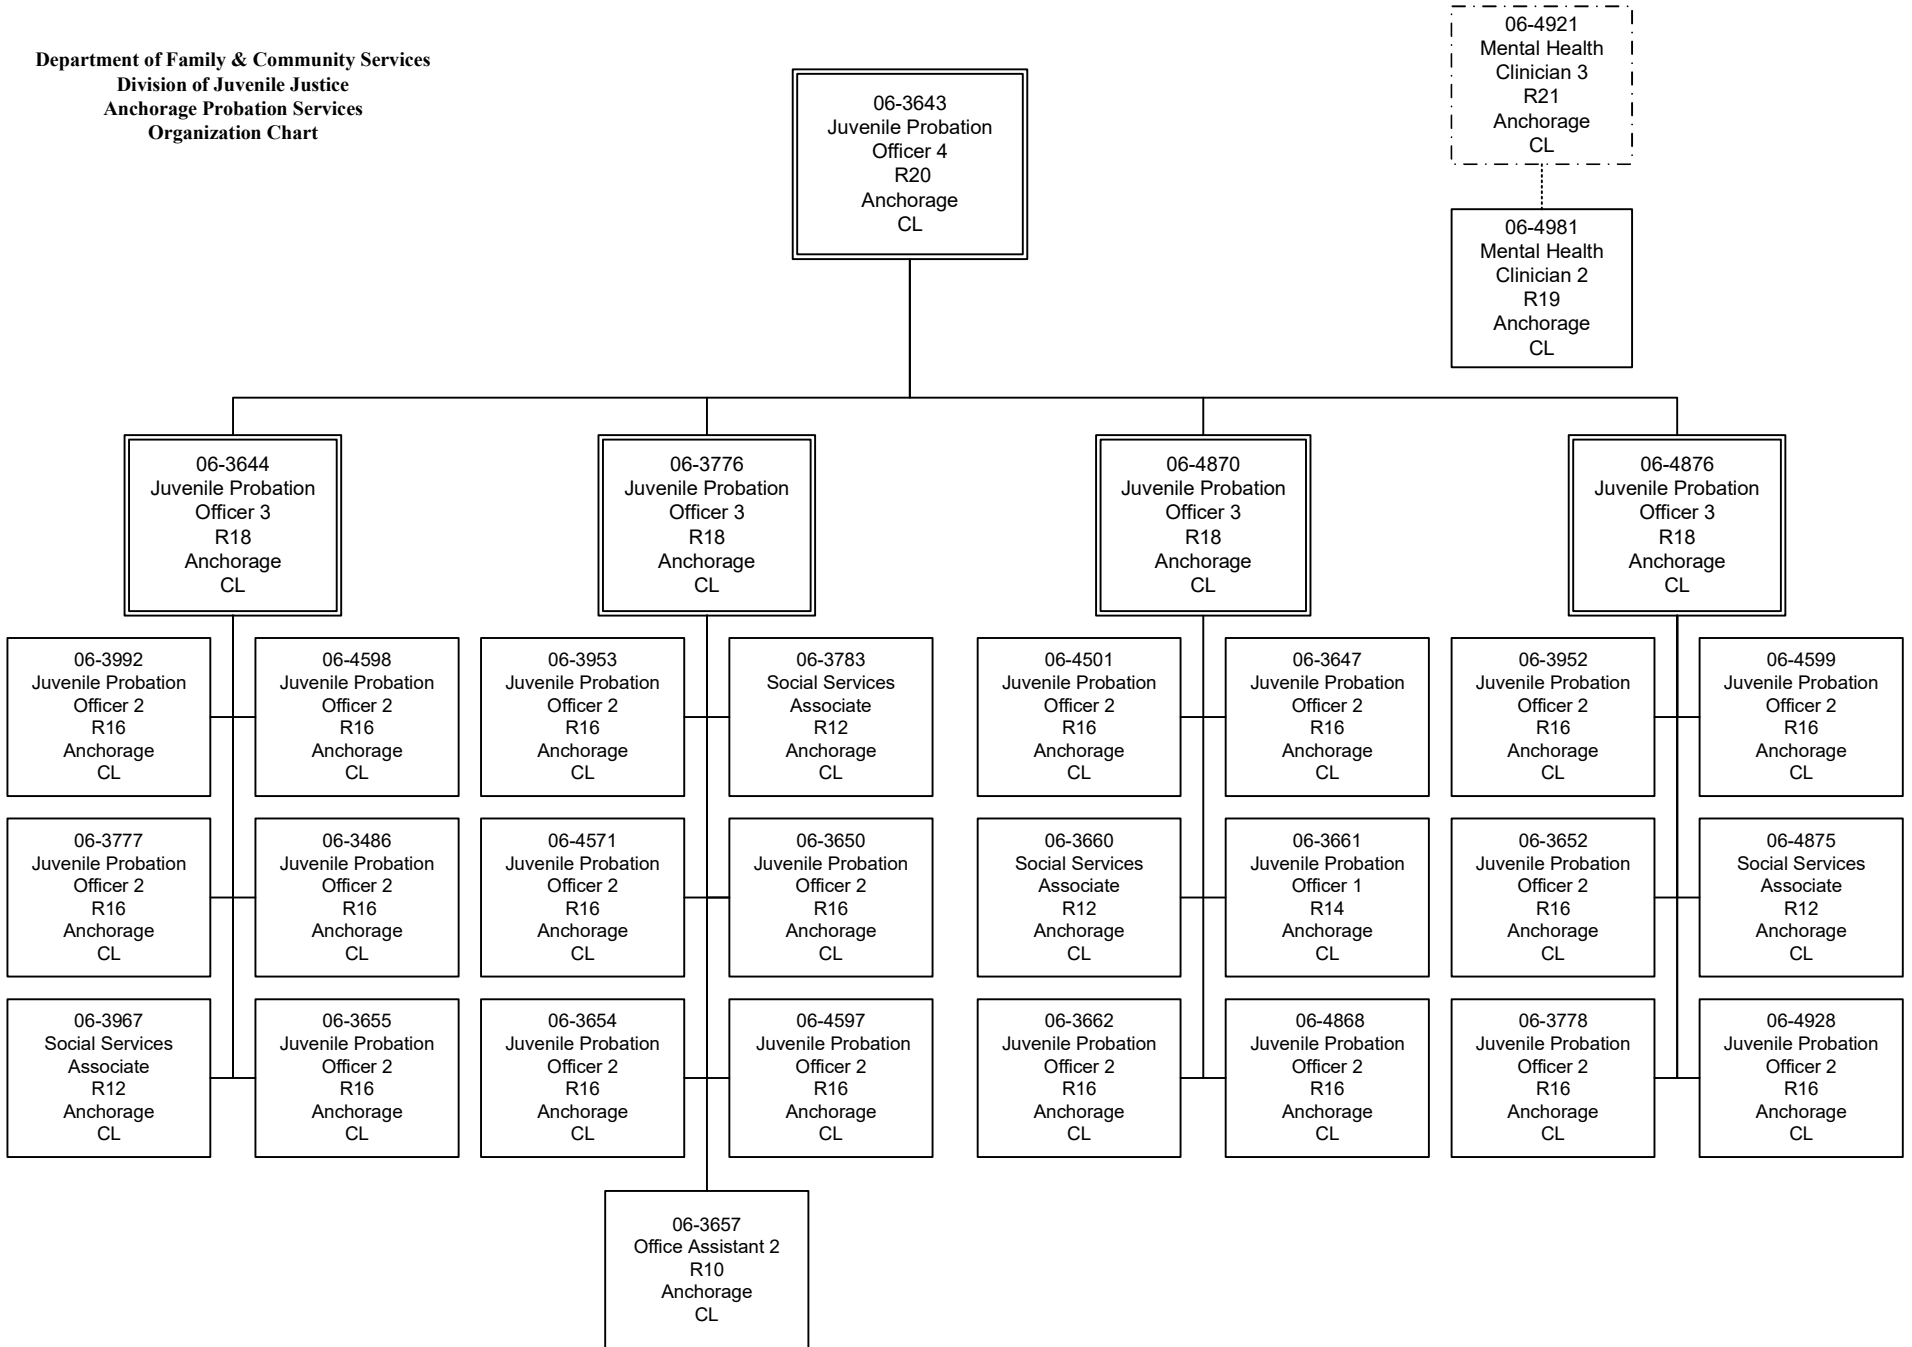 Department of Family & Community Services
Division of Juvenile Justice
Anchorage Probation Services
Organization Chart
06-3643
Juvenile Probation
Officer 4
R20
Anchorage
CL
06-4921
Mental Health
Clinician 3
R21
Anchorage
CL
06-4981
Mental Health
Clinician 2
R19
Anchorage
CL
06-3644
Juvenile Probation
Officer 3
R18
Anchorage
CL
06-3776
Juvenile Probation
Officer 3
R18
Anchorage
CL
06-4870
Juvenile Probation
Officer 3
R18
Anchorage
CL
06-4876
Juvenile Probation
Officer 3
R18
Anchorage
CL
06-3992
Juvenile Probation
Officer 2
R16
Anchorage
CL
06-4598
Juvenile Probation
Officer 2
R16
Anchorage
CL
06-3953
Juvenile Probation
Officer 2
R16
Anchorage
CL
06-3783
Social Services
Associate
R12
Anchorage
CL
06-4501
Juvenile Probation
Officer 2
R16
Anchorage
CL
06-3647
Juvenile Probation
Officer 2
R16
Anchorage
CL
06-3952
Juvenile Probation
Officer 2
R16
Anchorage
CL
06-4599
Juvenile Probation
Officer 2
R16
Anchorage
CL
06-3777
Juvenile Probation
Officer 2
R16
Anchorage
CL
06-3486
Juvenile Probation
Officer 2
R16
Anchorage
CL
06-4571
Juvenile Probation
Officer 2
R16
Anchorage
CL
06-3650
Juvenile Probation
Officer 2
R16
Anchorage
CL
06-3660
Social Services
Associate
R12
Anchorage
CL
06-3661
Juvenile Probation
Officer 1
R14
Anchorage
CL
06-3652
Juvenile Probation
Officer 2
R16
Anchorage
CL
06-4875
Social Services
Associate
R12
Anchorage
CL
06-3967
Social Services
Associate
R12
Anchorage
CL
06-3655
Juvenile Probation
Officer 2
R16
Anchorage
CL
06-3654
Juvenile Probation
Officer 2
R16
Anchorage
CL
06-4597
Juvenile Probation
Officer 2
R16
Anchorage
CL
06-3662
Juvenile Probation
Officer 2
R16
Anchorage
CL
06-4868
Juvenile Probation
Officer 2
R16
Anchorage
CL
06-3778
Juvenile Probation
Officer 2
R16
Anchorage
CL
06-4928
Juvenile Probation
Officer 2
R16
Anchorage
CL
06-3657
Office Assistant 2
R10
Anchorage
CL